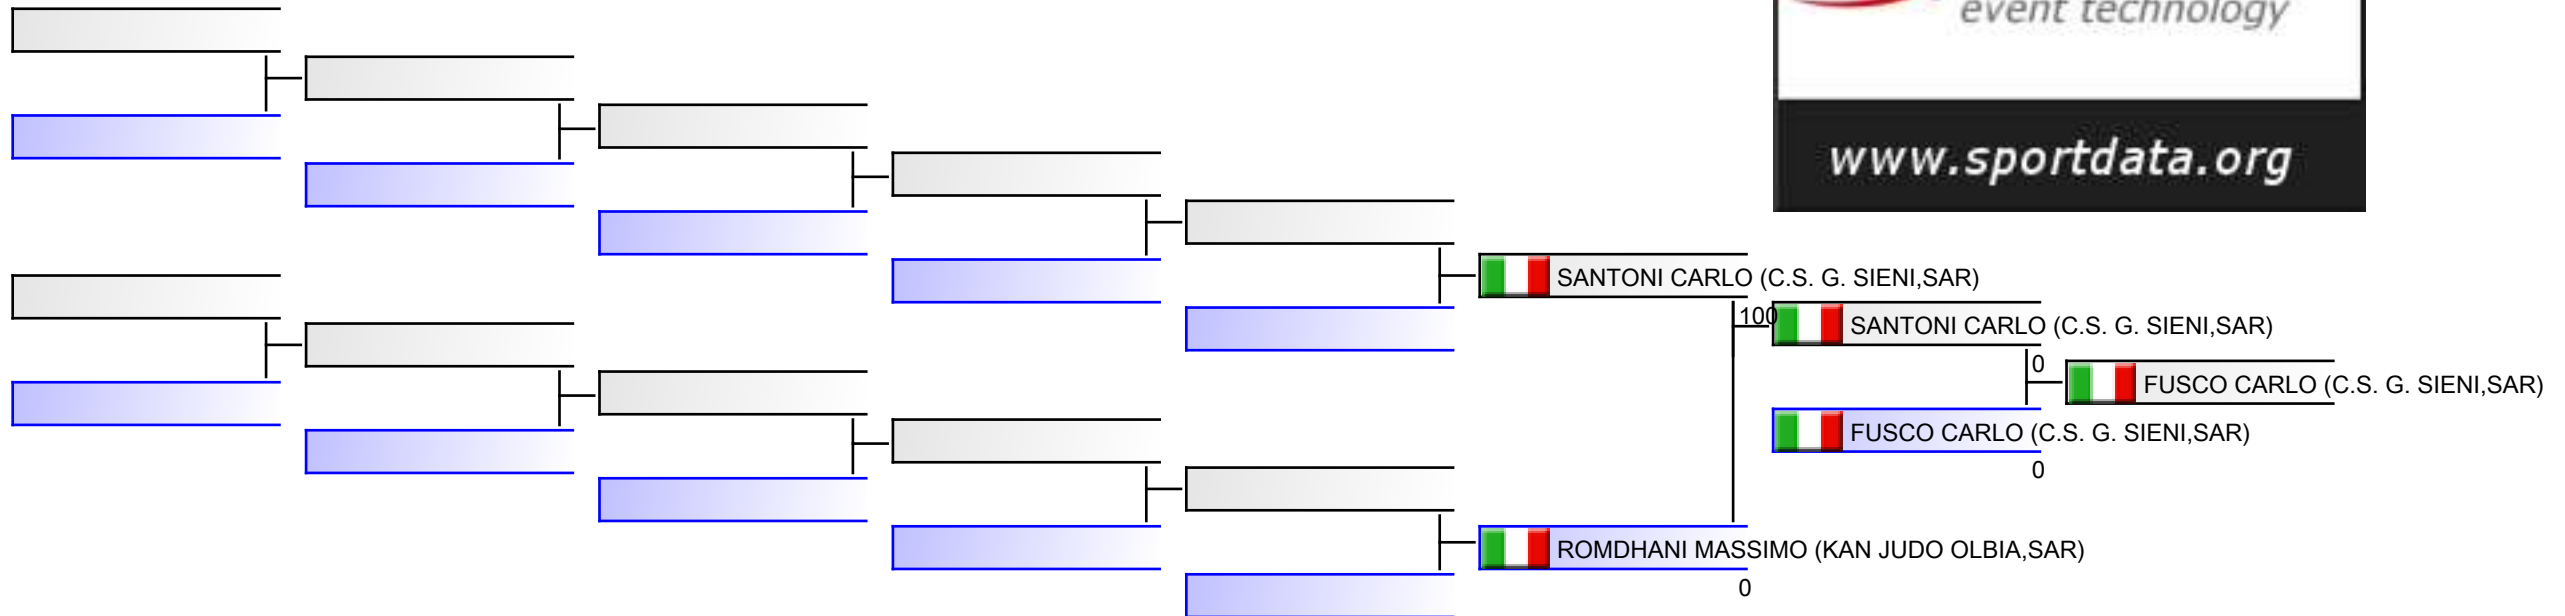 event technology
www.sportdata.org
SANTONI CARLO (C.S. G. SIENI,SAR)
100
SANTONI CARLO (C.S. G. SIENI,SAR)
0
FUSCO CARLO (C.S. G. SIENI,SAR)
FUSCO CARLO (C.S. G. SIENI,SAR)
0
ROMDHANI MASSIMO (KAN JUDO OLBIA,SAR)
0